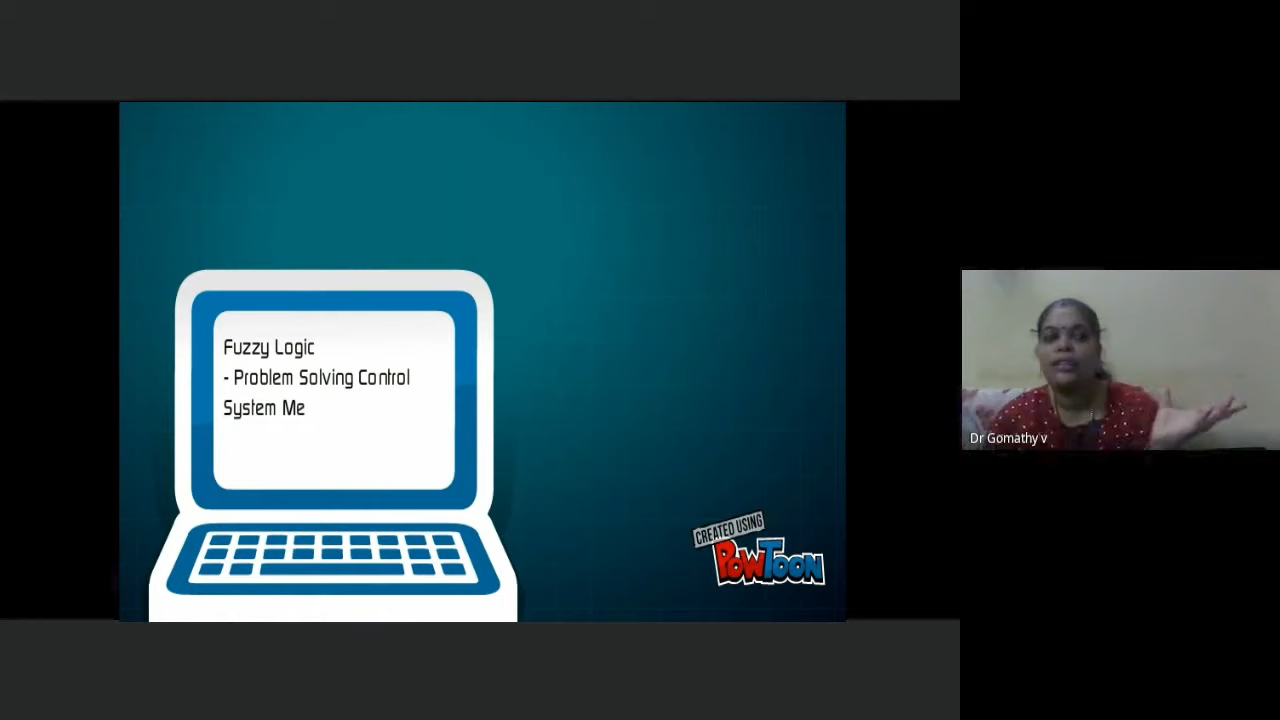 Fuzzy Logic
- Problem Solving Control
System Me
CREATED USING
POWTOON
Dr Gomathy v